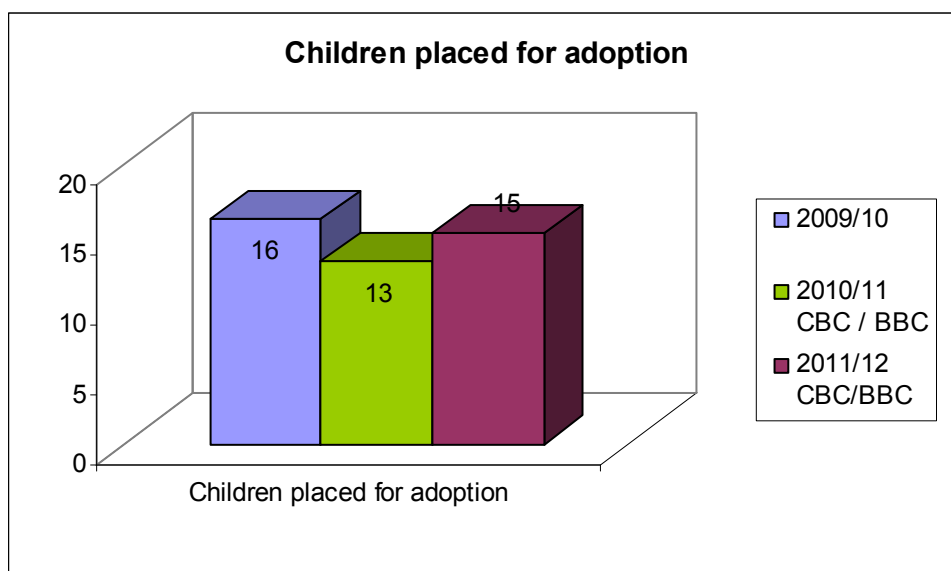 Children placed for adoption
20
15
10
5
0
16
13
15
Children placed for adoption
2009/10
2010/11
CBC / BBC
2011/12
CBC/BBC